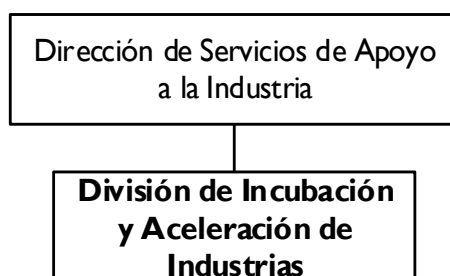 Dirección de Servicios de Apoyo
a la Industria
División de Incubación
y Aceleración de
Industrias